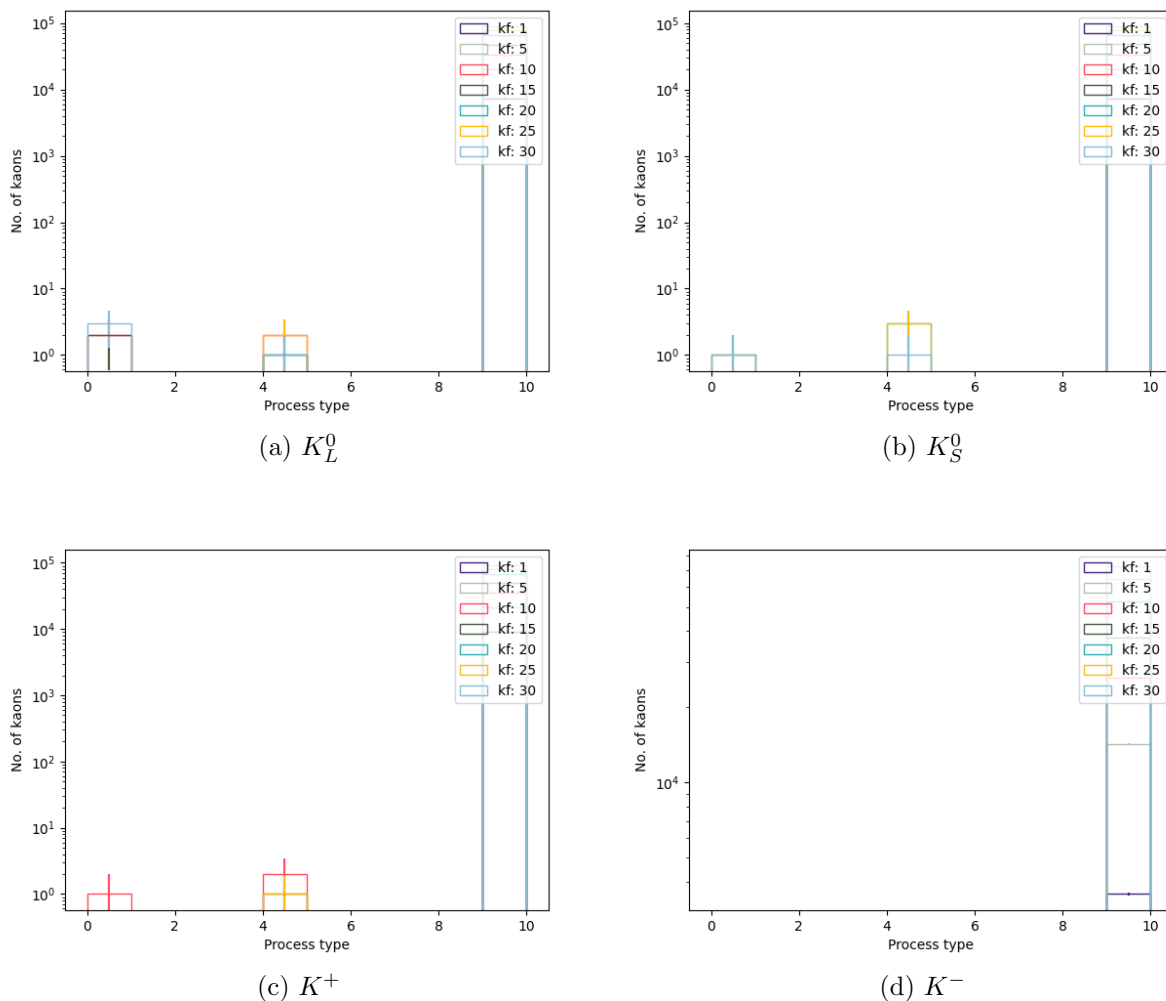 10^5
10^4
10^3
10^2
10^1
10^0
No. of kaons
0 2 4 6 8 10
Process type
kf: 1
kf: 5
kf: 10
kf: 15
kf: 20
kf: 25
kf: 30
(a) K_L^0
10^5
10^4
10^3
10^2
10^1
10^0
No. of kaons
0 2 4 6 8 10
Process type
kf: 1
kf: 5
kf: 10
kf: 15
kf: 20
kf: 25
kf: 30
(b) K_S^0
10^5
10^4
10^3
10^2
10^1
10^0
No. of kaons
0 2 4 6 8 10
Process type
kf: 1
kf: 5
kf: 10
kf: 15
kf: 20
kf: 25
kf: 30
(c) K^+
10^4
No. of kaons
0 2 4 6 8 10
Process type
kf: 1
kf: 5
kf: 10
kf: 15
kf: 20
kf: 25
kf: 30
(d) K^−